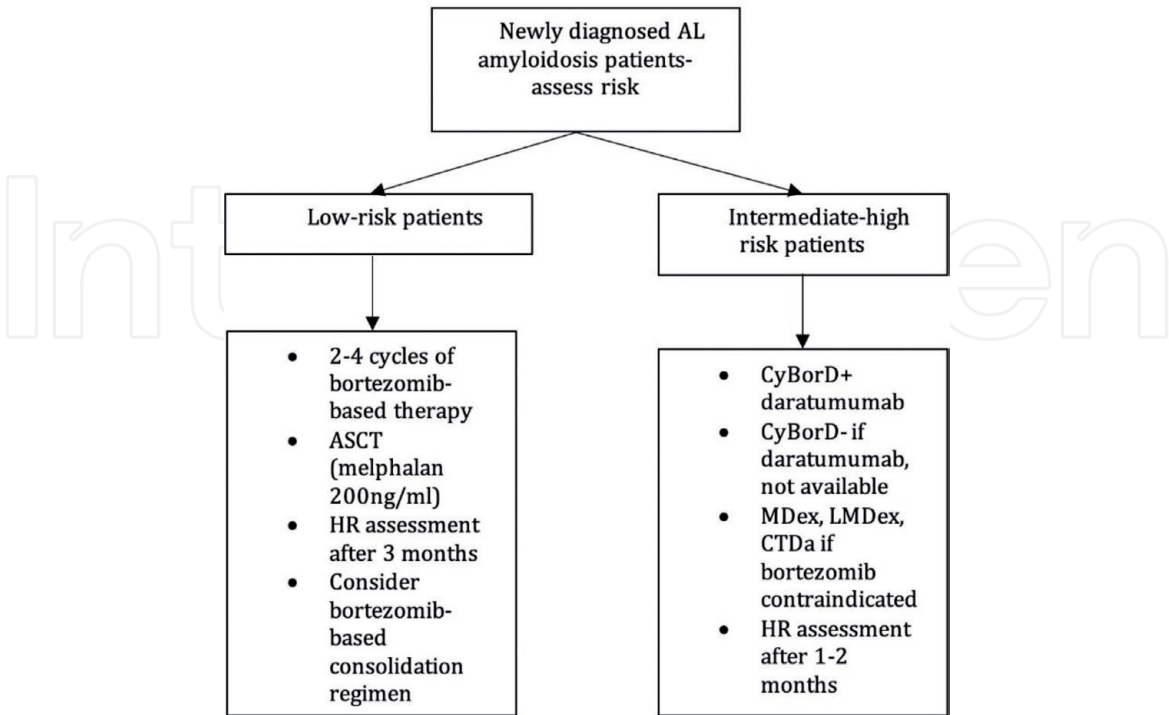 Newly diagnosed AL
amyloidosis patients-
assess risk
Low-risk patients
Intermediate-high
risk patients
• 2-4 cycles of
bortezomib-
based therapy
• ASCT
(melphalan
200ng/ml)
• HR assessment
after 3 months
• Consider
bortezomib-
based
consolidation
regimen
• CyBorD+
daratumumab
• CyBorD- if
daratumumab,
not available
• MDex, LMDex,
CTDa if
bortezomib
contraindicated
• HR assessment
after 1-2
months
Int
en